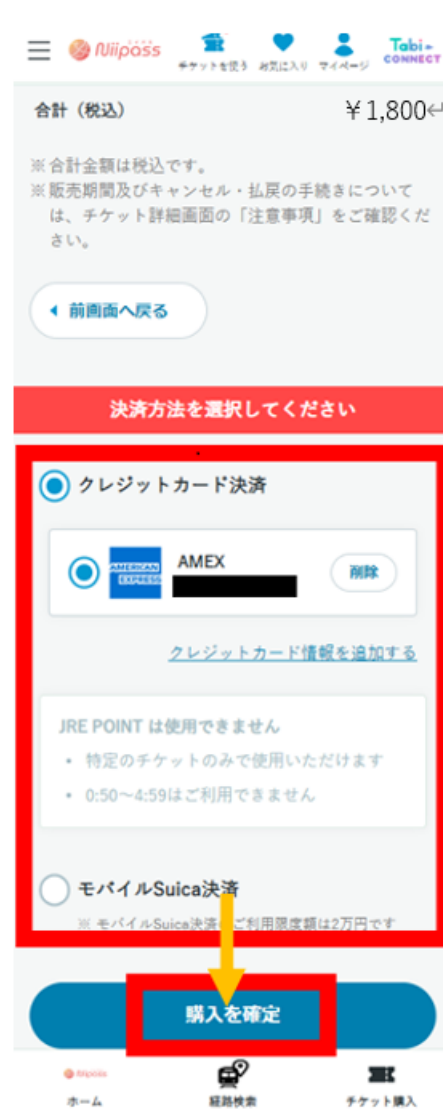 Niipass
チケットを使う
お気に入り
マイページ
Tabi-
CONNECT
合計（税込）
¥1,800↵
※合計金額は税込です。
※販売期間及びキャンセル・払戻の手続きについて
は、チケット詳細画面の「注意事項」をご確認くだ
さい。
前画面へ戻る
決済方法を選択してください
クレジットカード決済
AMERICAN
EXPRESS
AMEX
削除
クレジットカード情報を追加する
JRE POINT は使用できません
• 特定のチケットのみで使用いただけます
• 0:50～4:59はご利用できません
モバイルSuica決済
※ モバイルSuica決済のご利用限度額は2万円です
購入を確定
Niipass
ホーム
経路検索
チケット購入